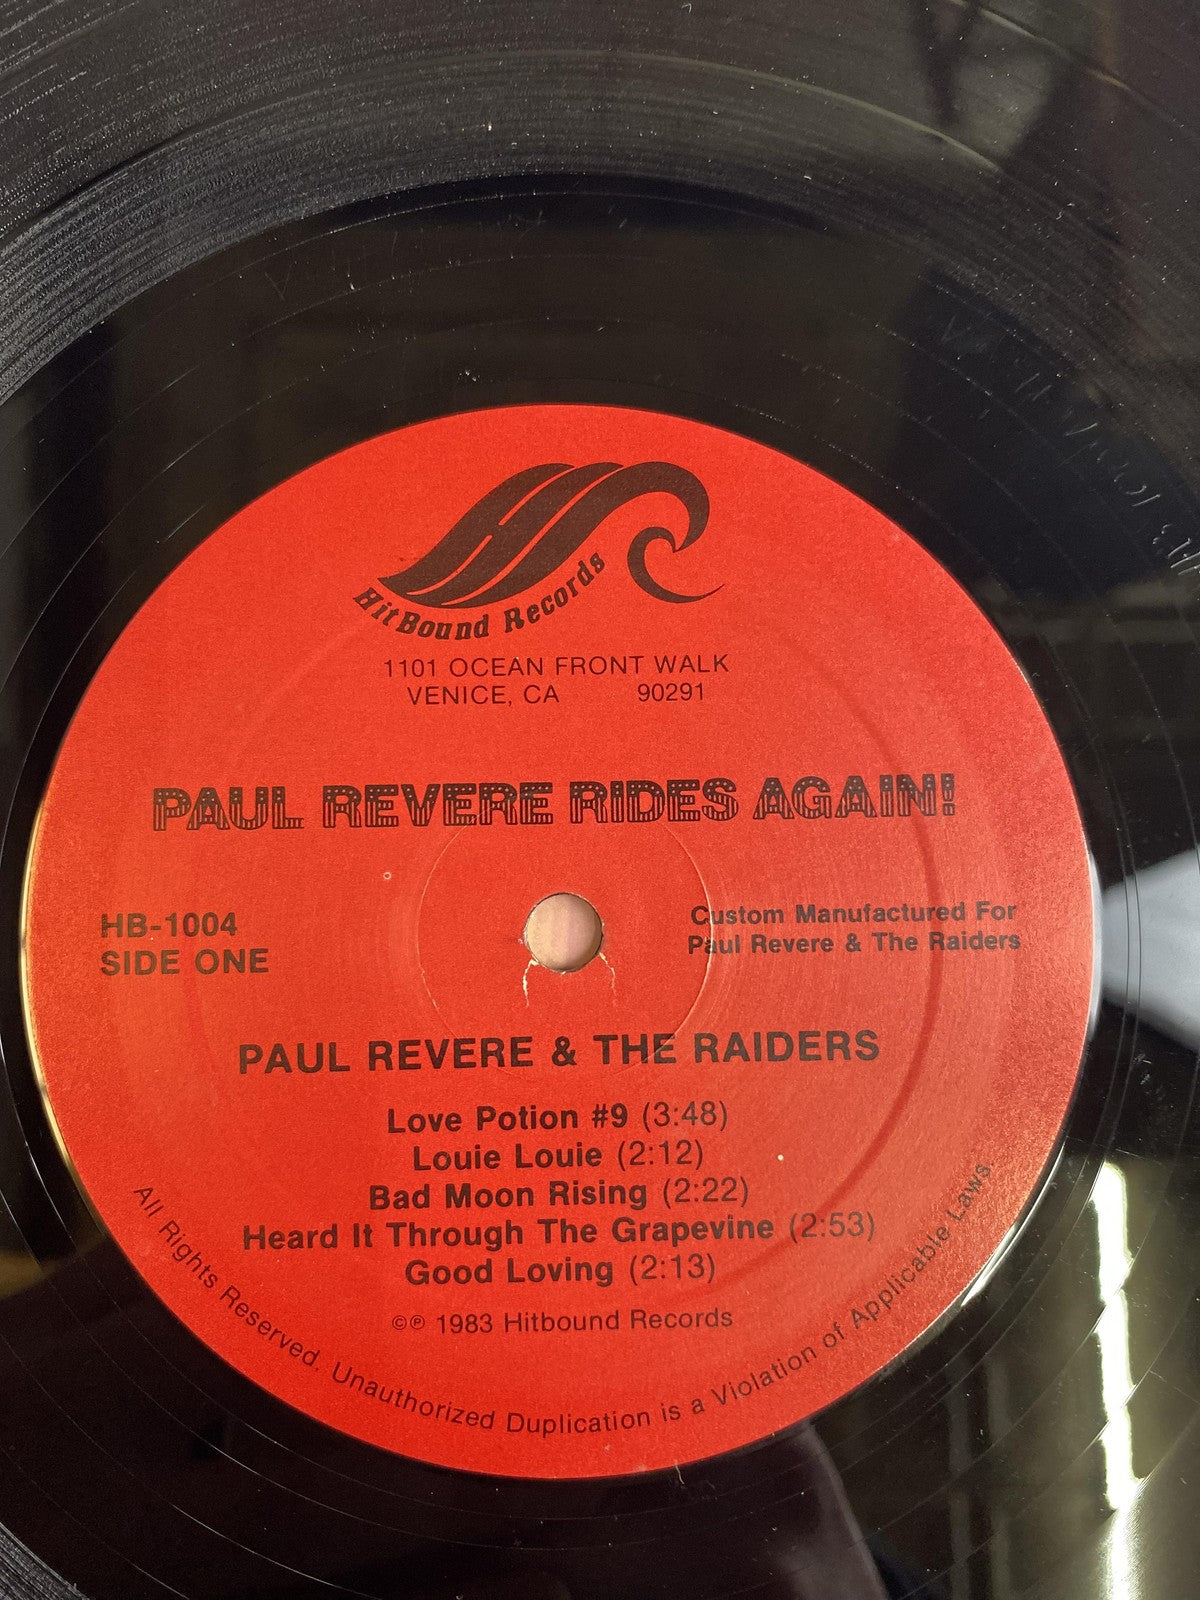 HitBound Records
1101 OCEAN FRONT WALK
VENICE, CA 90291
PAUL REVERE RIDES AGAIN!
HB-1004
SIDE ONE
Custom Manufactured For
Paul Revere & The Raiders
PAUL REVERE & THE RAIDERS
Love Potion #9 (3:48)
Louie Louie (2:12)
Bad Moon Rising (2:22)
Heard It Through The Grapevine (2:53)
Good Loving (2:13)
©℗ 1983 Hitbound Records
All Rights Reserved. Unauthorized Duplication is a Violation of Applicable Laws.